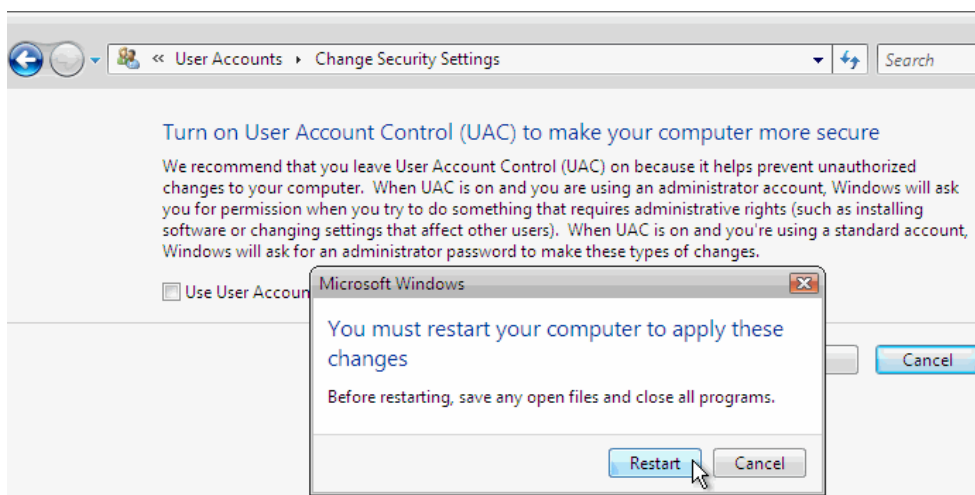 « User Accounts ▸ Change Security Settings
Search
Turn on User Account Control (UAC) to make your computer more secure
We recommend that you leave User Account Control (UAC) on because it helps prevent unauthorized
changes to your computer. When UAC is on and you are using an administrator account, Windows will ask
you for permission when you try to do something that requires administrative rights (such as installing
software or changing settings that affect other users). When UAC is on and you're using a standard account,
Windows will ask for an administrator password to make these types of changes.
Use User Accoun
Microsoft Windows
You must restart your computer to apply these
changes
Before restarting, save any open files and close all programs.
Restart
Cancel
Cancel